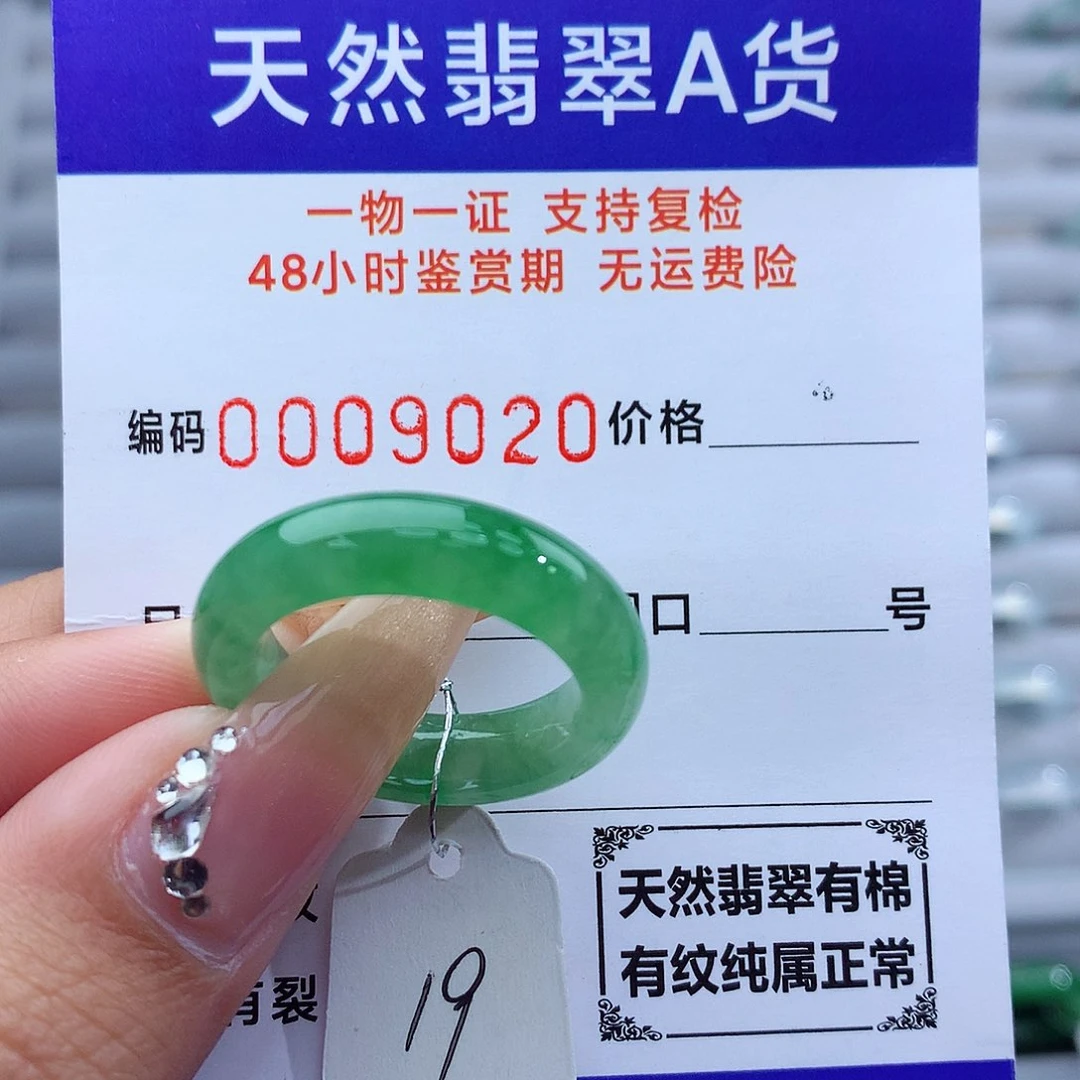 天然翡翠A货
一物一证 支持复检
48小时鉴赏期 无运费险
编码0009020价格
口 号
天然翡翠有棉
有纹纯属正常
有裂
19